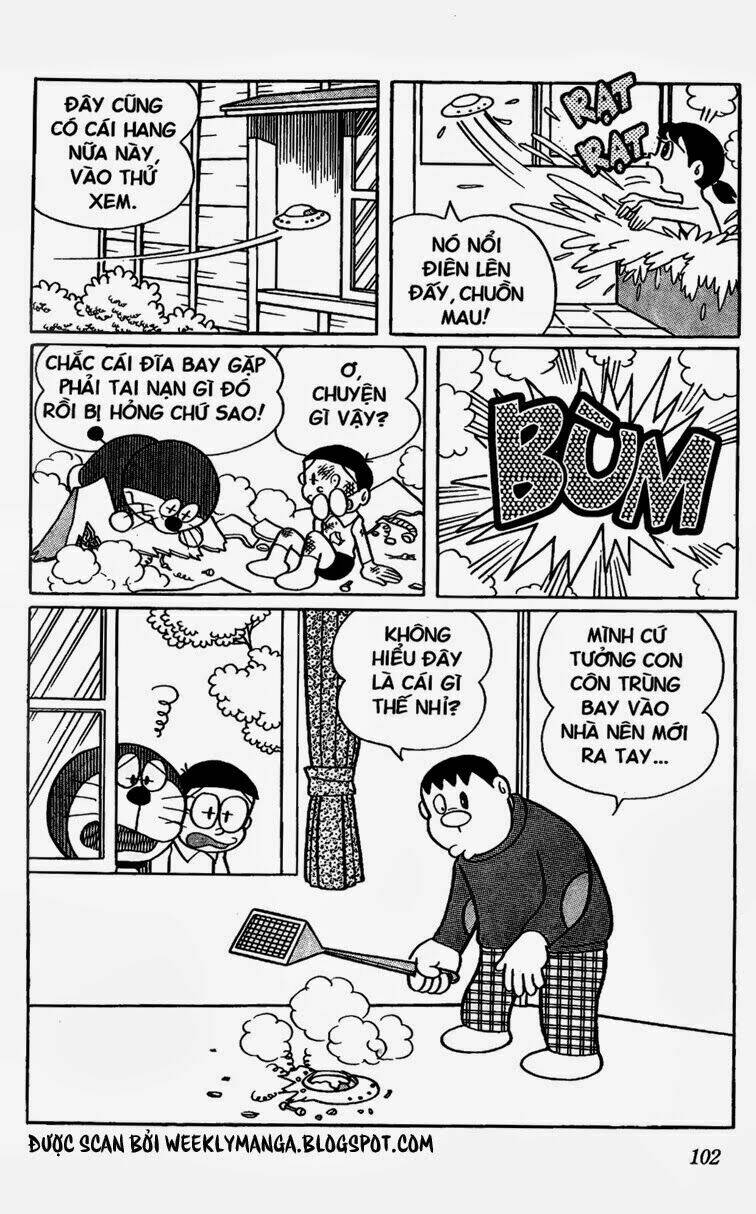 ĐÂY CŨNG
CÓ CÁI HANG
NỮA NÀY,
VÀO THỬ
XEM.
RẠT
RẠT
NÓ NỔI
ĐIÊN LÊN
ĐẤY, CHUỒN
MAU!
CHẮC CÁI ĐĨA BAY GẶP
PHẢI TAI NẠN GÌ ĐÓ
RỒI BỊ HỎNG CHỨ SAO!
Ơ,
CHUYỆN
GÌ VẬY?
BÙM
KHÔNG
HIỂU ĐÂY
LÀ CÁI GÌ
THẾ NHỈ?
MÌNH CỨ
TƯỞNG CON
CÔN TRÙNG
BAY VÀO
NHÀ NÊN MỚI
RA TAY...
ĐƯỢC SCAN BỞI WEEKLYMANGA.BLOGSPOT.COM
102